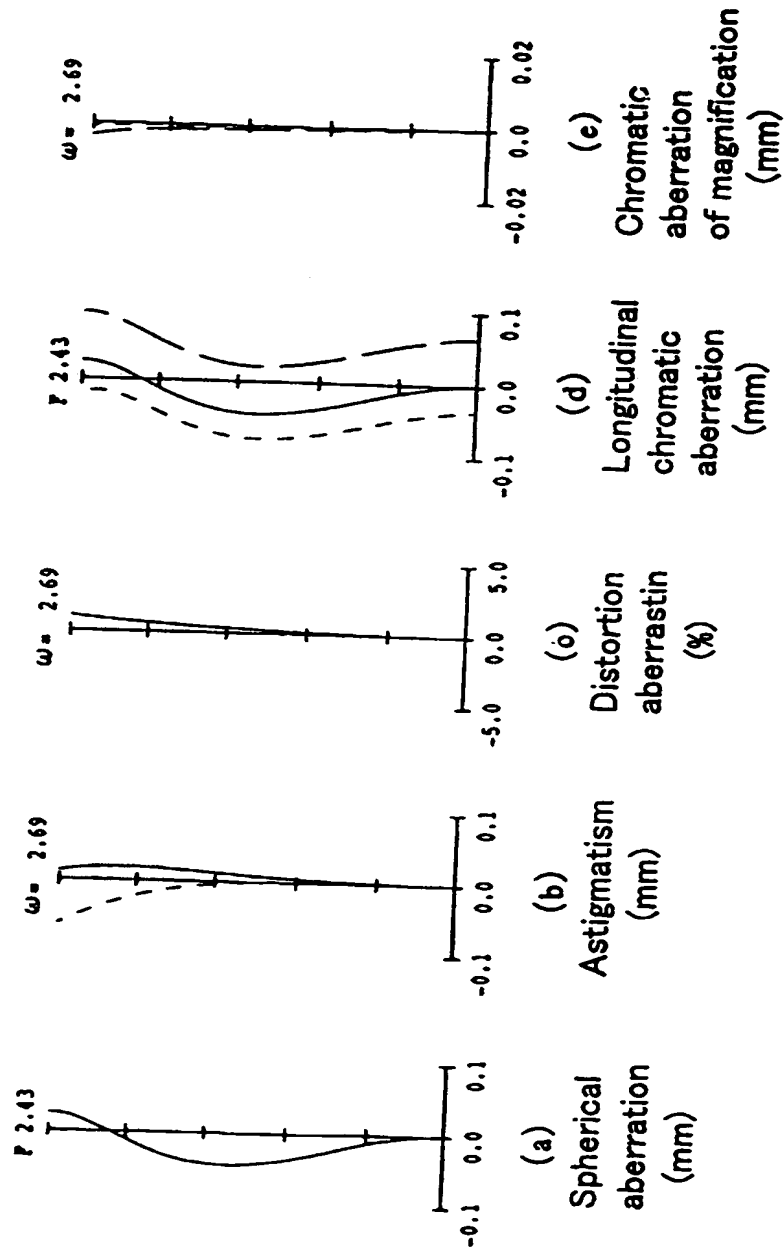 F 2.43
-0.1
0.0
0.1
(a)
Spherical
aberration
(mm)
ω= 2.69
-0.1
0.0
0.1
(b)
Astigmatism
(mm)
ω= 2.69
-5.0
0.0
5.0
(c)
Distortion
aberrastin
(%)
F 2.43
-0.1
0.0
0.1
(d)
Longitudinal
chromatic
aberration
(mm)
ω= 2.69
-0.02
0.0
0.02
(e)
Chromatic
aberration
of magnification
(mm)